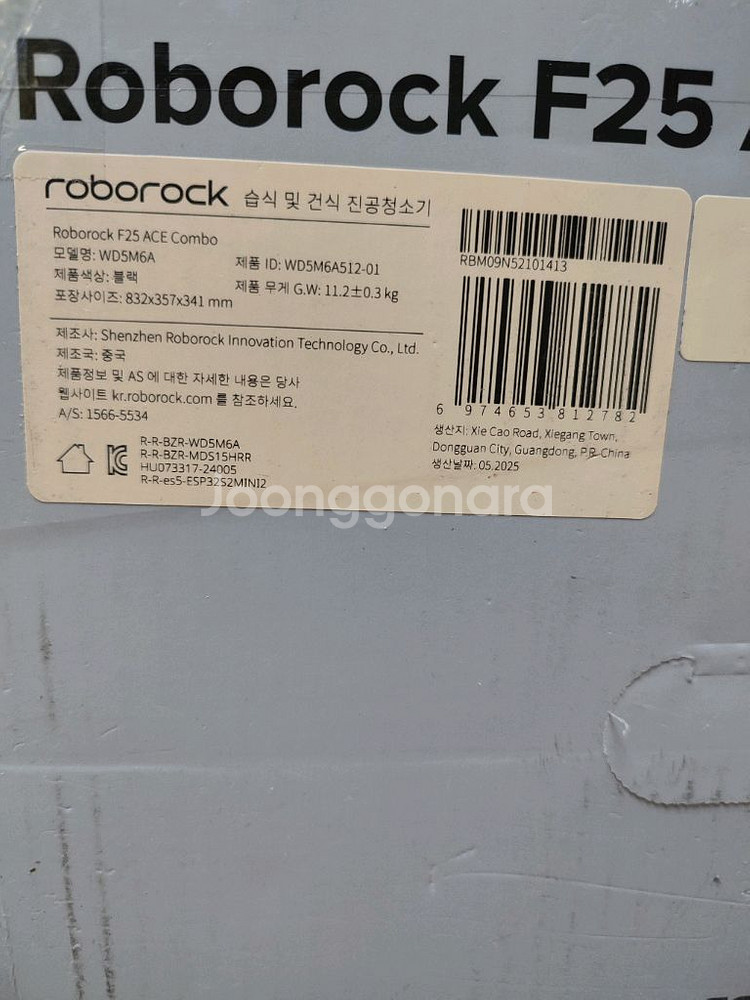 Roborock F25
roborock 습식 및 건식 진공청소기
Roborock F25 ACE Combo
모델명: WD5M6A
제품 ID: WD5M6A512-01
제품색상: 블랙
제품 무게 G.W: 11.2±0.3 kg
포장사이즈: 832x357x341 mm
제조사: Shenzhen Roborock Innovation Technology Co., Ltd.
제조국: 중국
제품정보 및 AS 에 대한 자세한 내용은 당사
웹사이트 kr.roborock.com 를 참조하세요.
A/S: 1566-5534
R-R-BZR-WD5M6A
R-R-BZR-MDS15HRR
HU073317-24005
R-R-es5-ESP32S2MINI2
RBM09N52101413
6 974653 812782
생산지: Xie Cao Road, Xiegang Town,
Dongguan City, Guangdong, P.R. China
생산날짜: 05.2025
Joonggonara